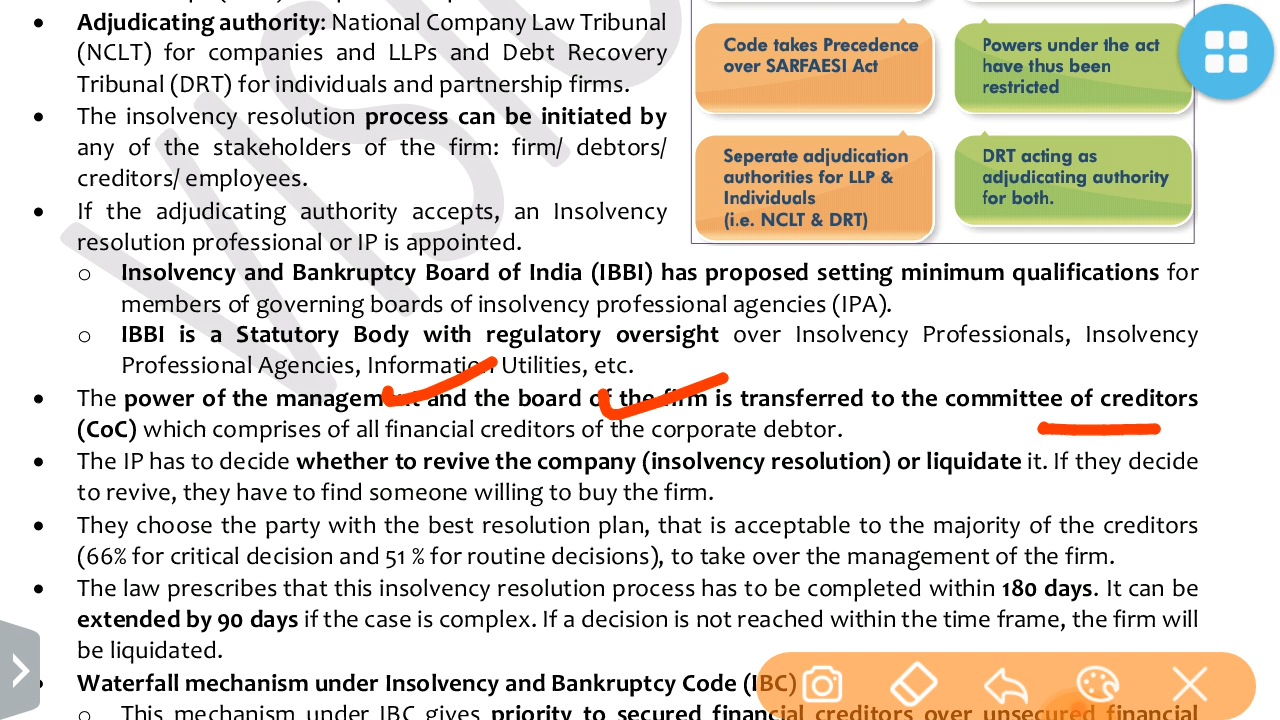 • Adjudicating authority: National Company Law Tribunal
(NCLT) for companies and LLPs and Debt Recovery
Tribunal (DRT) for individuals and partnership firms.
• The insolvency resolution process can be initiated by
any of the stakeholders of the firm: firm/ debtors/
creditors/ employees.
• If the adjudicating authority accepts, an Insolvency
resolution professional or IP is appointed.
Code takes Precedence
over SARFAESI Act
Powers under the act
have thus been
restricted
Seperate adjudication
authorities for LLP &
Individuals
(i.e. NCLT & DRT)
DRT acting as
adjudicating authority
for both.
o Insolvency and Bankruptcy Board of India (IBBI) has proposed setting minimum qualifications for
members of governing boards of insolvency professional agencies (IPA).
o IBBI is a Statutory Body with regulatory oversight over Insolvency Professionals, Insolvency
Professional Agencies, Information Utilities, etc.
• The power of the management and the board of the firm is transferred to the committee of creditors
(CoC) which comprises of all financial creditors of the corporate debtor.
• The IP has to decide whether to revive the company (insolvency resolution) or liquidate it. If they decide
to revive, they have to find someone willing to buy the firm.
• They choose the party with the best resolution plan, that is acceptable to the majority of the creditors
(66% for critical decision and 51 % for routine decisions), to take over the management of the firm.
• The law prescribes that this insolvency resolution process has to be completed within 180 days. It can be
extended by 90 days if the case is complex. If a decision is not reached within the time frame, the firm will
be liquidated.
• Waterfall mechanism under Insolvency and Bankruptcy Code (IBC)
o This mechanism under IBC gives priority to secured financial creditors over unsecured financial